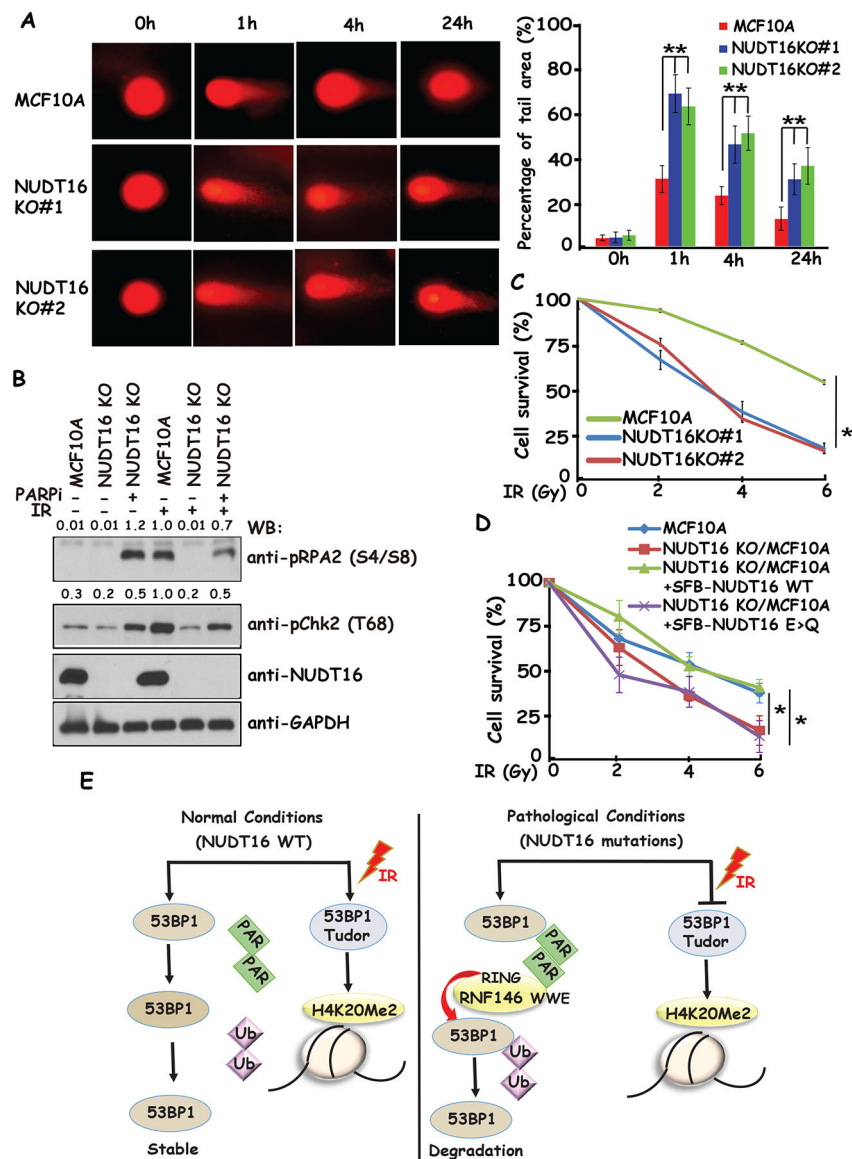 A
0h 1h 4h 24h
MCF10A
NUDT16
KO#1
NUDT16
KO#2
Percentage of tail area (%)
100
80
60
40
20
0
MCF10A
NUDT16KO#1
NUDT16KO#2
** ** **
0h 1h 4h 24h
B
MCF10A
NUDT16 KO
NUDT16 KO
MCF10A
NUDT16 KO
NUDT16 KO
PARPi - - + - - +
IR - - - + + +
0.01 0.01 1.2 1.0 0.01 0.7 WB:
anti-pRPA2 (S4/S8)
0.3 0.2 0.5 1.0 0.2 0.5
anti-pChk2 (T68)
anti-NUDT16
anti-GAPDH
C
Cell survival (%)
100
75
50
25
0
MCF10A
NUDT16KO#1
NUDT16KO#2
*
IR (Gy) 0 2 4 6
D
MCF10A
NUDT16 KO/MCF10A
NUDT16 KO/MCF10A
+SFB-NUDT16 WT
NUDT16 KO/MCF10A
+SFB-NUDT16 E>Q
Cell survival (%)
100
75
50
25
0
* *
IR (Gy) 0 2 4 6
E
Normal Conditions
(NUDT16 WT)
IR
53BP1
PAR
PAR
53BP1
Tudor
53BP1
H4K20Me2
Ub
Ub
53BP1
Stable
Pathological Conditions
(NUDT16 mutations)
IR
53BP1
PAR
PAR
53BP1
Tudor
RING
RNF146 WWE
H4K20Me2
53BP1
Ub
Ub
53BP1
Degradation